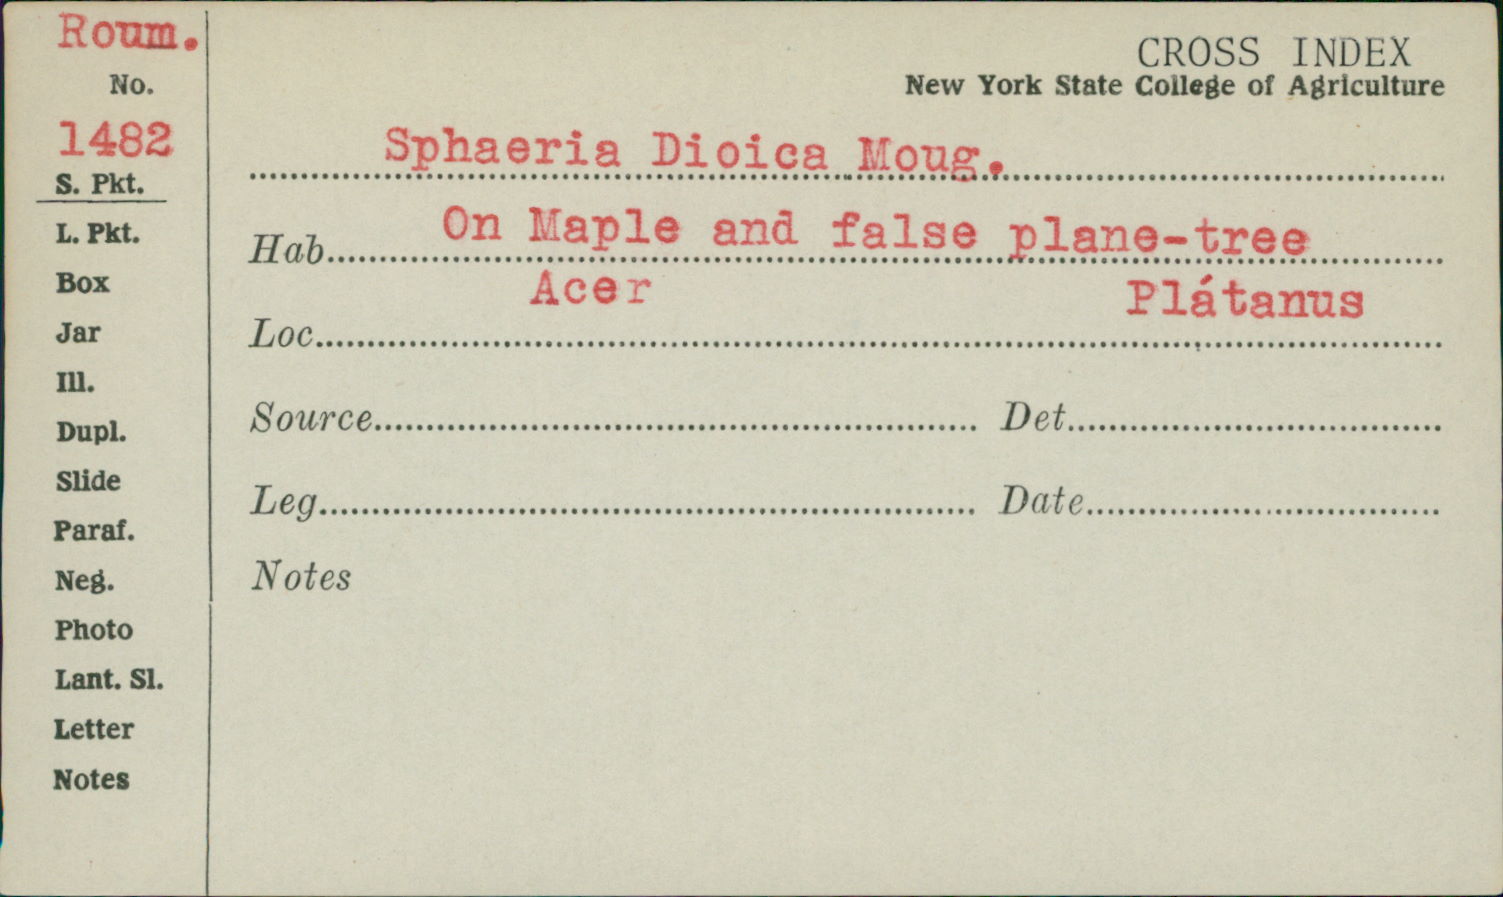 Roum.
No.
1482
S. Pkt.
L. Pkt.
Box
Jar
Ill.
Dupl.
Slide
Paraf.
Neg.
Photo
Lant. Sl.
Letter
Notes
CROSS INDEX
New York State College of Agriculture
Sphaeria Dioica Moug.
Hab. On Maple and false plane-tree
Acer Plátanus
Loc.
Source Det.
Leg. Date
Notes